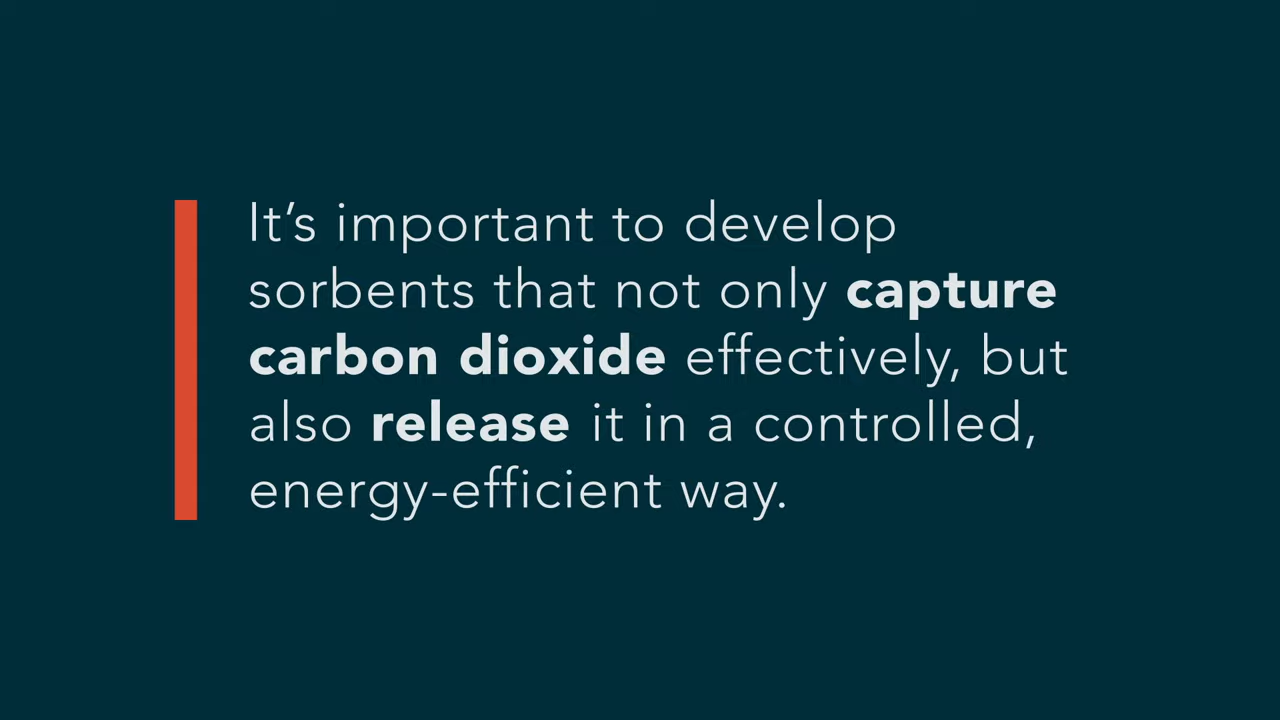 It’s important to develop
sorbents that not only capture
carbon dioxide effectively, but
also release it in a controlled,
energy-efficient way.